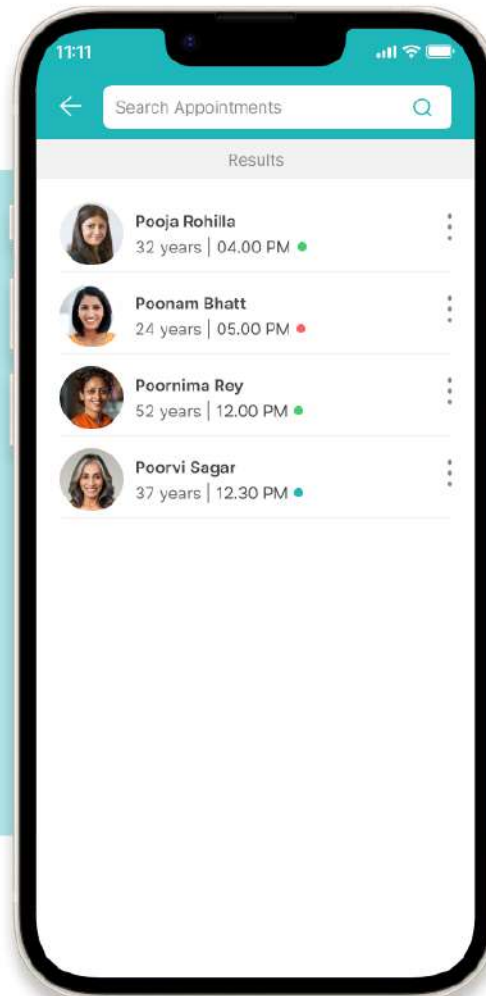 11:11
Search Appointments
Results
Pooja Rohilla
32 years | 04.00 PM
Poonam Bhatt
24 years | 05.00 PM
Poornima Rey
52 years | 12.00 PM
Poorvi Sagar
37 years | 12.30 PM